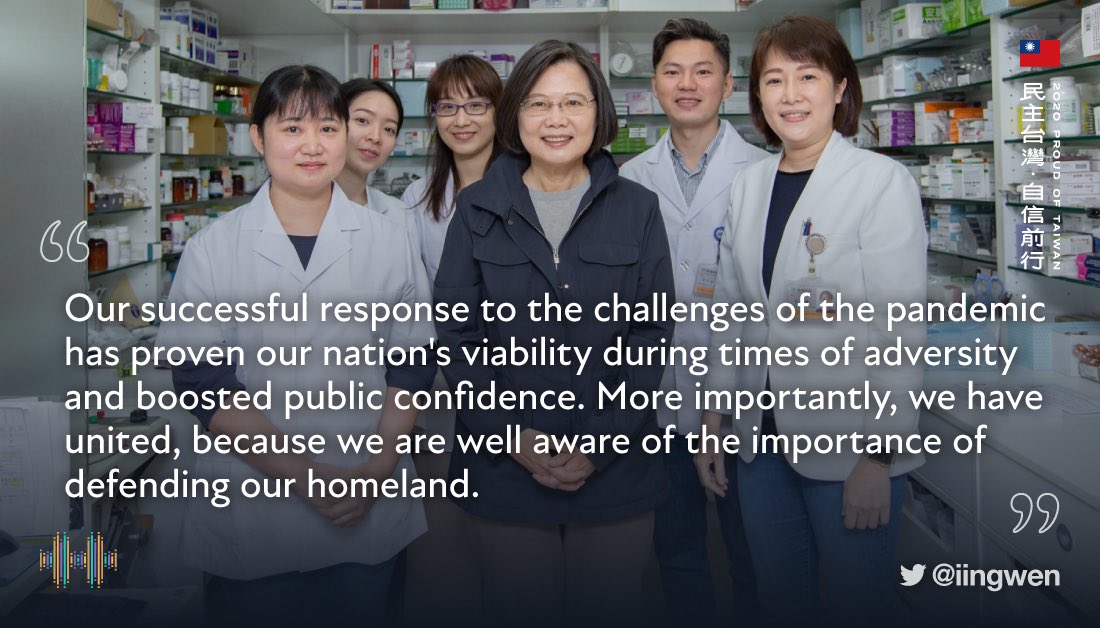 民主台灣·自信前行
2020 PROUD OF TAIWAN
“
Our successful response to the challenges of the pandemic
has proven our nation's viability during times of adversity
and boosted public confidence. More importantly, we have
united, because we are well aware of the importance of
defending our homeland.
”
@iingwen